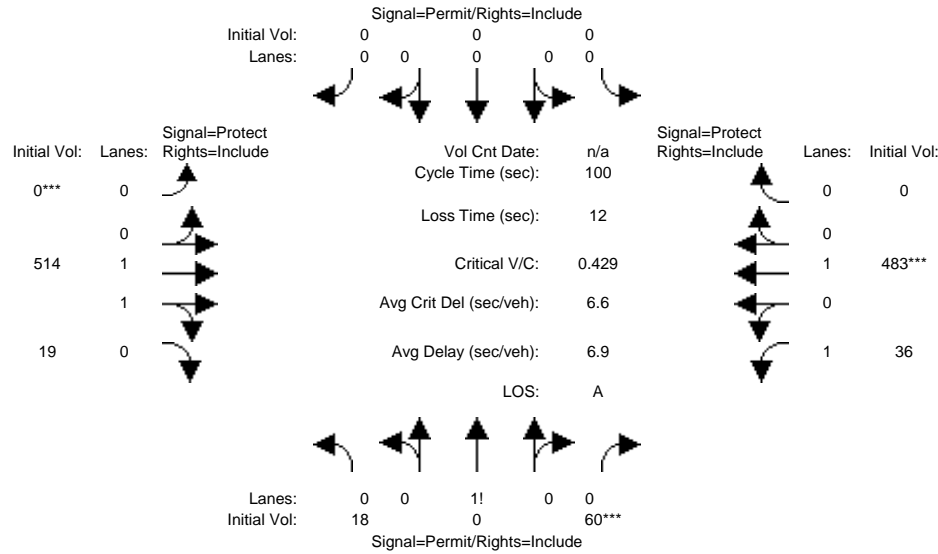 Signal=Permit/Rights=Include
Initial Vol: 0 0 0
Lanes: 0 0 0 0 0
Signal=Protect
Initial Vol: Lanes: Rights=Include
Vol Cnt Date: n/a
Signal=Protect
Rights=Include Lanes: Initial Vol:
Cycle Time (sec): 100
0*** 0
0 0
Loss Time (sec): 12
0
0
514 1
Critical V/C: 0.429
1 483***
1
Avg Crit Del (sec/veh): 6.6
0
19 0
Avg Delay (sec/veh): 6.9
1 36
LOS: A
Lanes: 0 0 1! 0 0
Initial Vol: 18 0 60***
Signal=Permit/Rights=Include